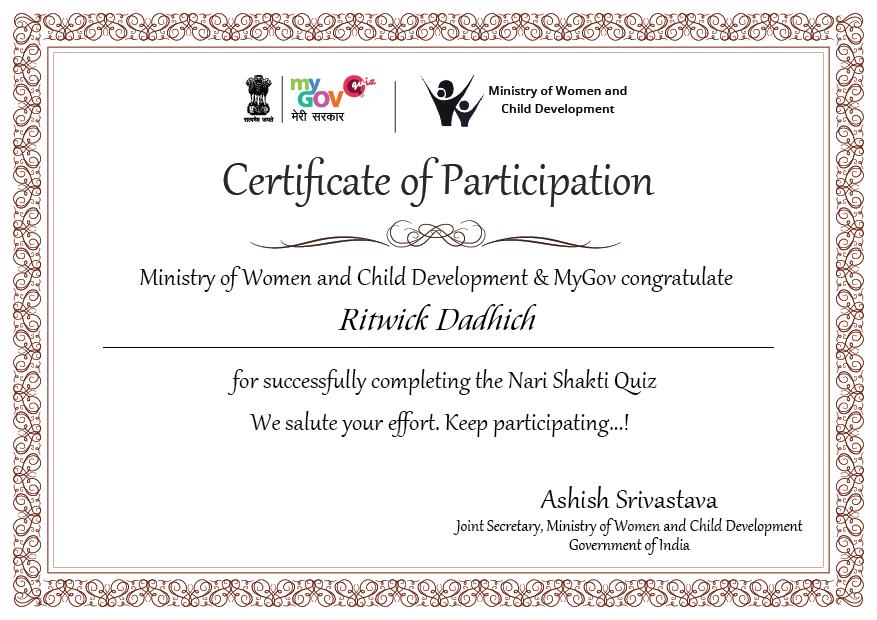 सत्यमेव जयते
my
GOV
Quiz
मेरी सरकार
Ministry of Women and
Child Development
Certificate of Participation
Ministry of Women and Child Development & MyGov congratulate
Ritwick Dadhich
for successfully completing the Nari Shakti Quiz
We salute your effort. Keep participating...!
Ashish Srivastava
Joint Secretary, Ministry of Women and Child Development
Government of India